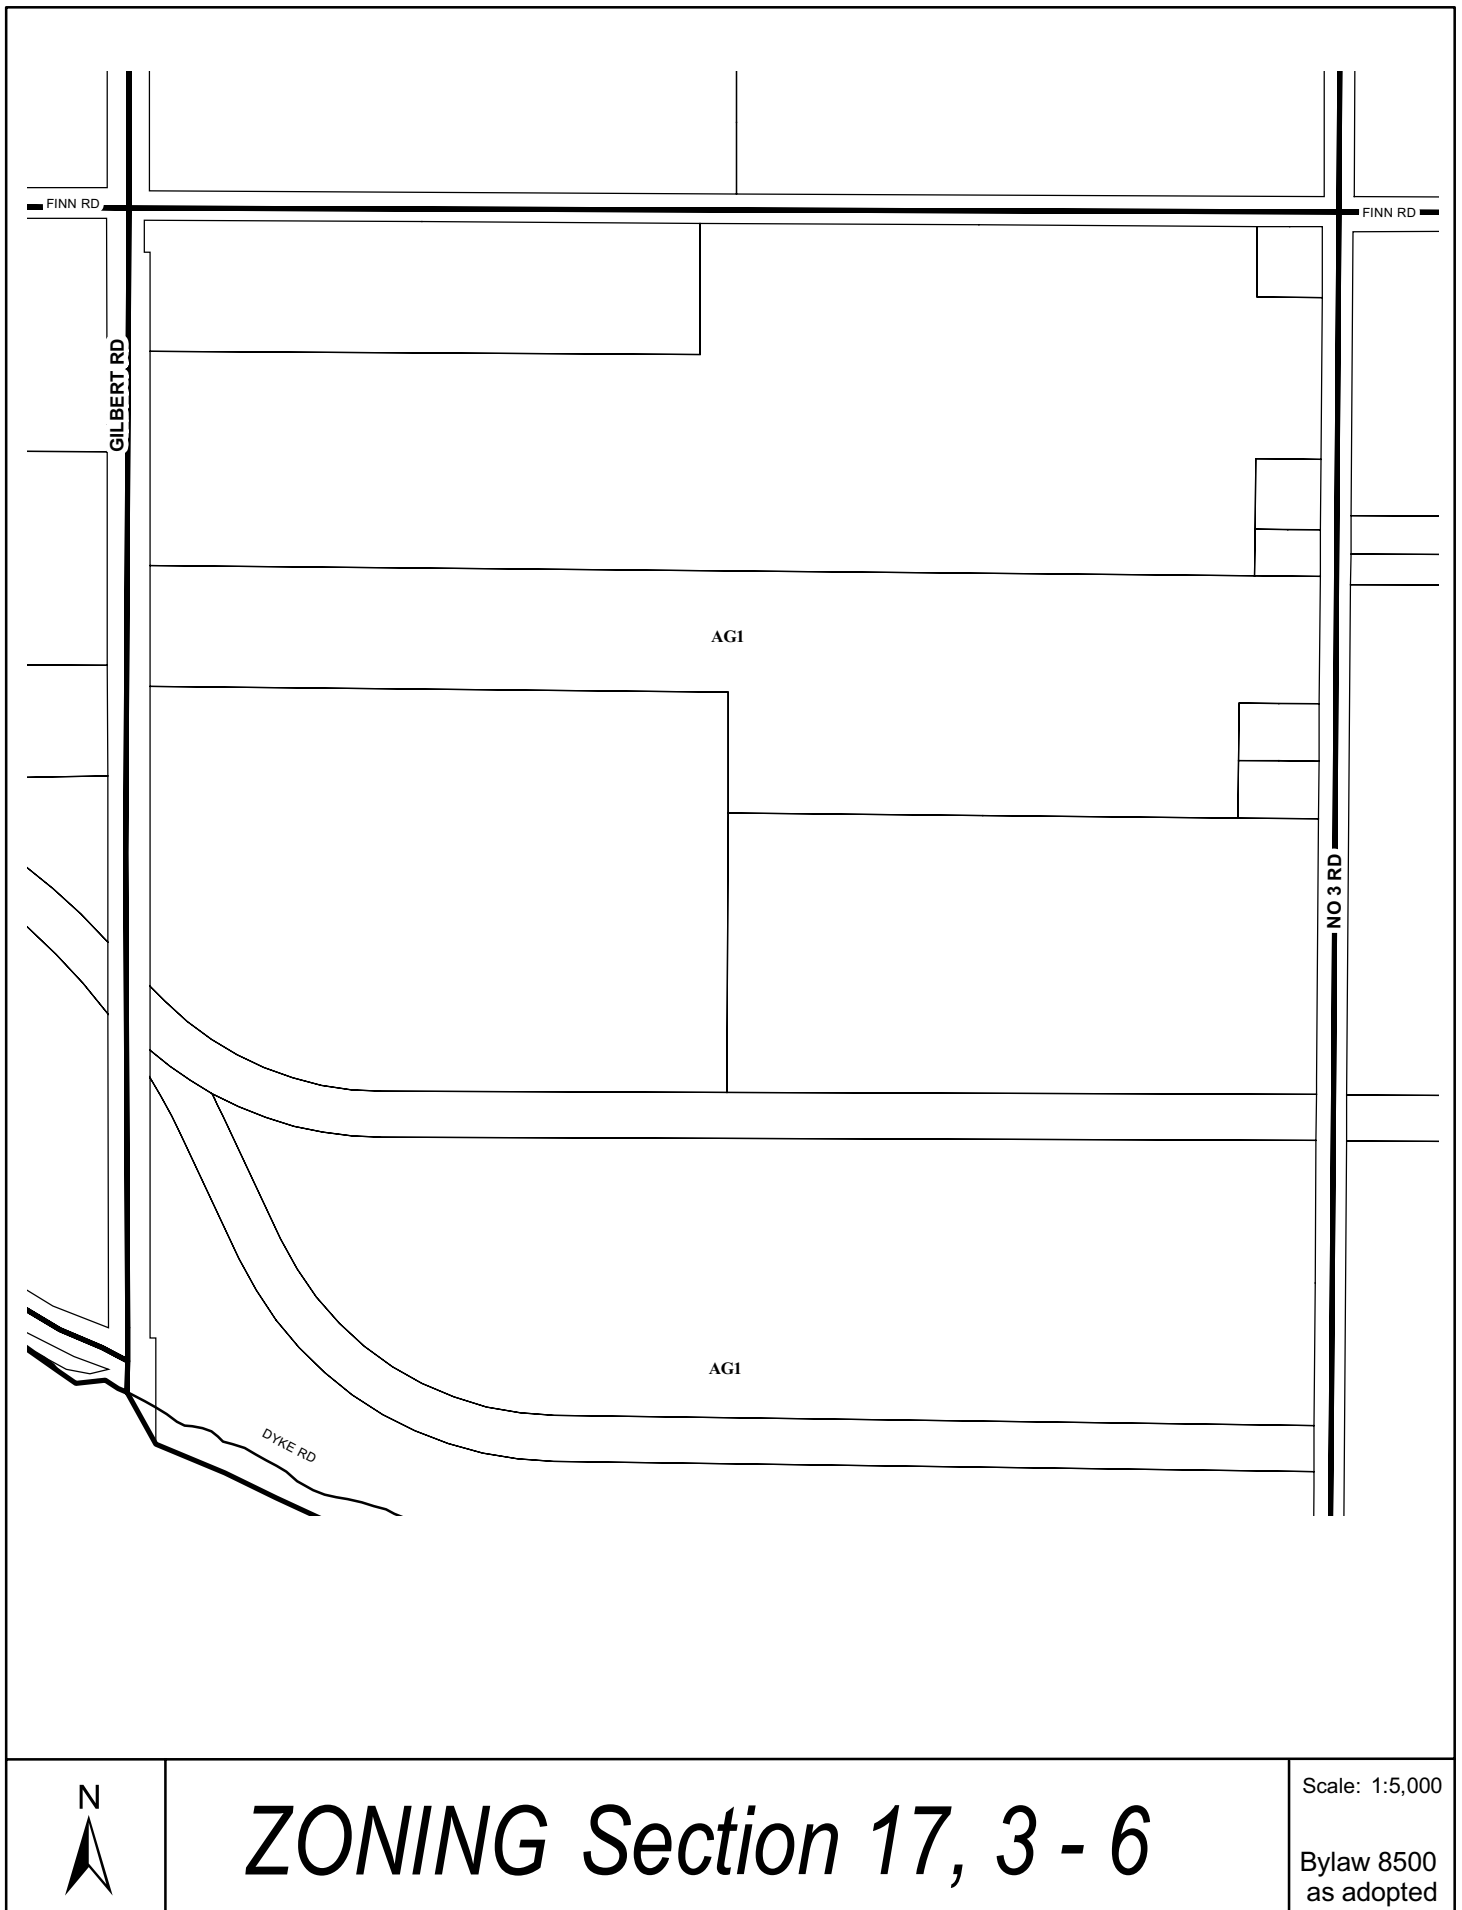 FINN RD
FINN RD
GILBERT RD
AG1
NO 3 RD
AG1
DYKE RD
N
ZONING Section 17, 3 - 6
Scale: 1:5,000
Bylaw 8500
as adopted